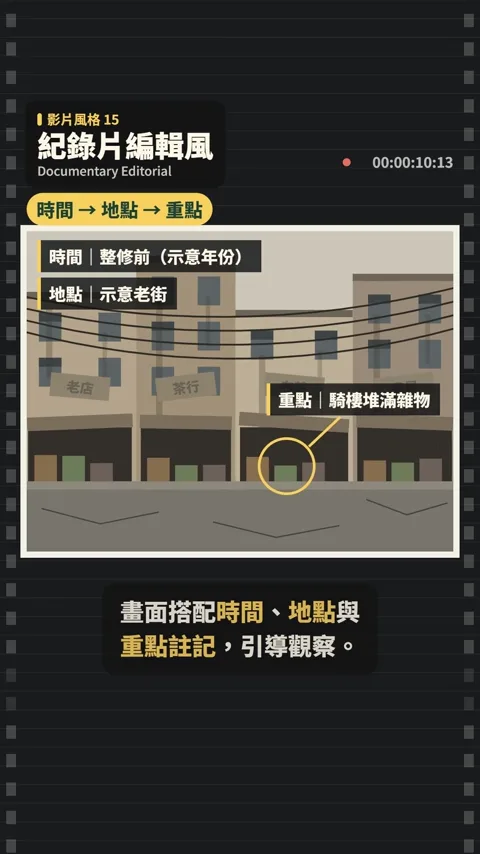 影片風格 15
紀錄片編輯風
Documentary Editorial
00:00:10:13
時間 → 地點 → 重點
時間｜整修前（示意年份）
地點｜示意老街
老店
茶行
重點｜騎樓堆滿雜物
畫面搭配時間、地點與
重點註記，引導觀察。